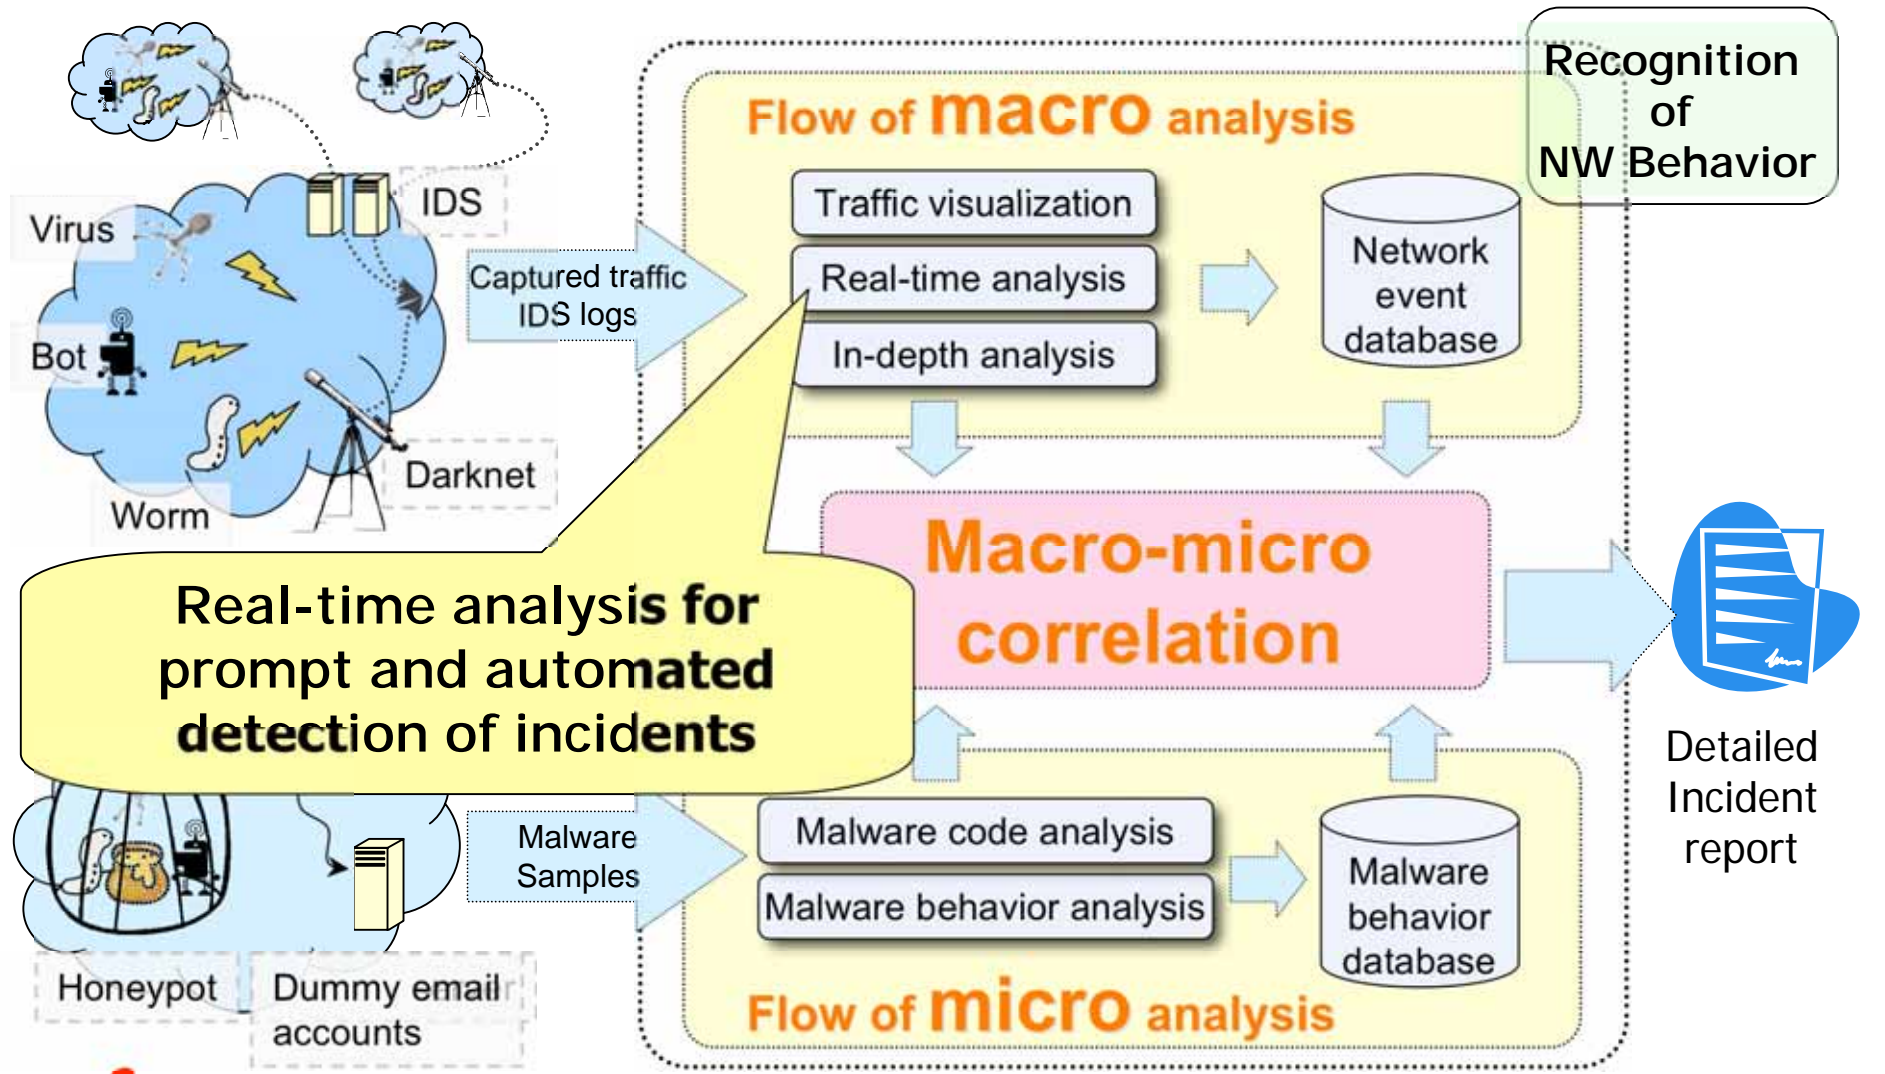 Recognition
of
NW Behavior
Flow of macro analysis
Virus
IDS
Bot
Worm
Darknet
Captured traffic
IDS logs
Traffic visualization
Real-time analysis
In-depth analysis
Network
event
database
Real-time analysis for
prompt and automated
detection of incidents
Macro-micro
correlation
Detailed
Incident
report
Malware
Samples
Malware code analysis
Malware behavior analysis
Malware
behavior
database
Honeypot
Dummy email
accounts
Flow of micro analysis